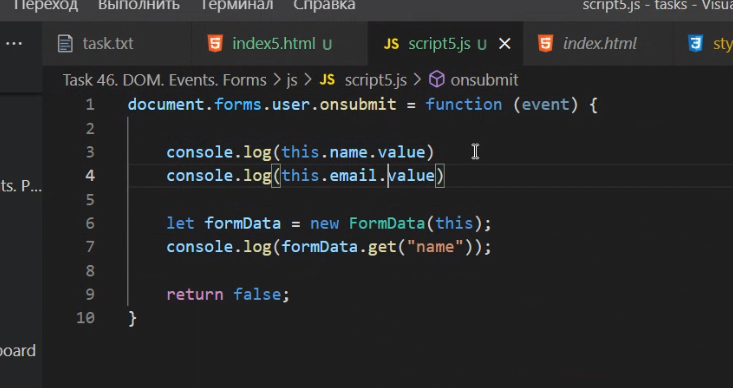 Переход Выполнить Терминал Справка script5.js - tasks - Visua
... task.txt index5.html U JS script5.js U × index.html sty
Task 46. DOM. Events. Forms > js > JS script5.js > onsubmit
1 document.forms.user.onsubmit = function (event) {
2
3 console.log(this.name.value)
4 console.log(this.email.value)
ts. P...
5
6 let formData = new FormData(this);
7 console.log(formData.get("name"));
8
9 return false;
10 }
board